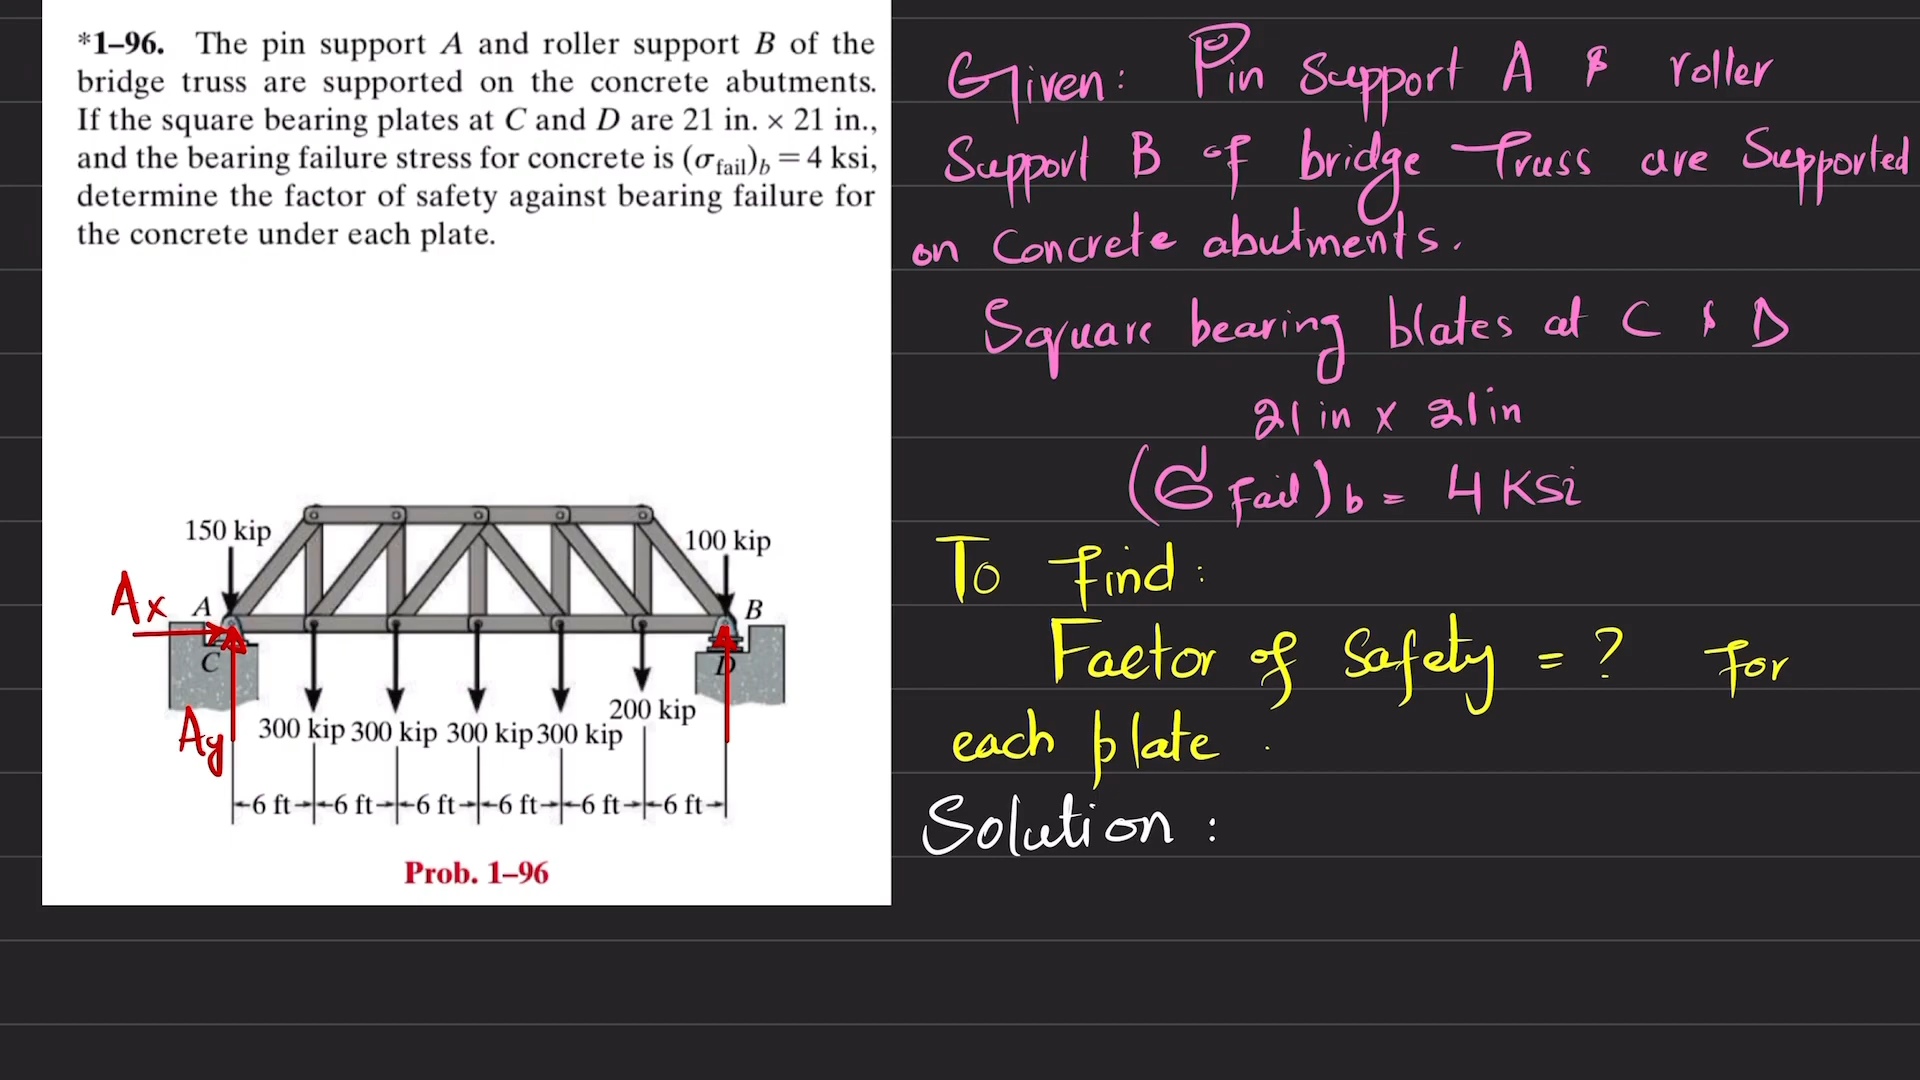 *1–96. The pin support A and roller support B of the
bridge truss are supported on the concrete abutments.
If the square bearing plates at C and D are 21 in. × 21 in.,
and the bearing failure stress for concrete is (σfail)b = 4 ksi,
determine the factor of safety against bearing failure for
the concrete under each plate.
150 kip
100 kip
Ax
A
B
C
D
Ay
200 kip
300 kip 300 kip 300 kip 300 kip
6 ft 6 ft 6 ft 6 ft 6 ft 6 ft
Prob. 1–96
Given: Pin Support A & roller
Support B of bridge Truss are Supported
on Concrete abutments.
Square bearing blates at C & D
21 in x 21 in
(σ Fail)b = 4 Ksi
To Find:
Factor of Safety = ? For
each plate.
Solution: